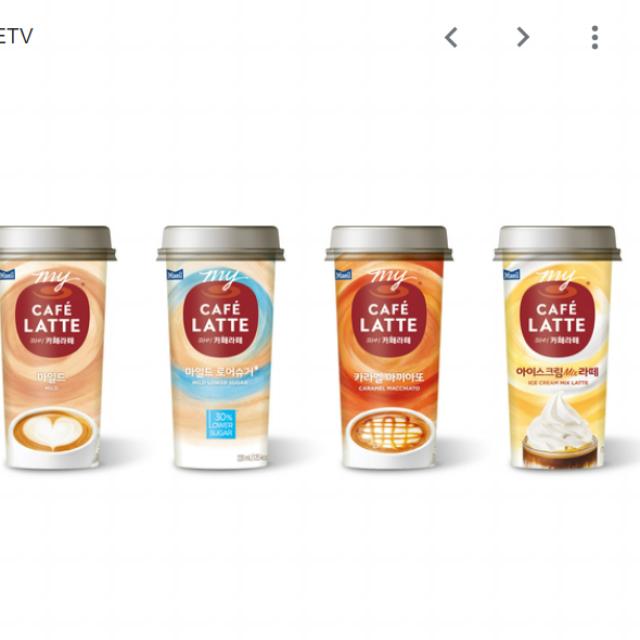 ETV
Maeil
my
CAFÉ
LATTE
마이카페라떼
마일드
MILD
Maeil
my
CAFÉ
LATTE
마이카페라떼
마일드 로어슈거*
MILD LOWER SUGAR
30%
LOWER
SUGAR
Maeil
my
CAFÉ
LATTE
마이카페라떼
카라멜 마끼아또
CARAMEL MACCHIATO
Maeil
my
CAFÉ
LATTE
마이카페라떼
아이스크림Mix라떼
ICE CREAM MIX LATTE